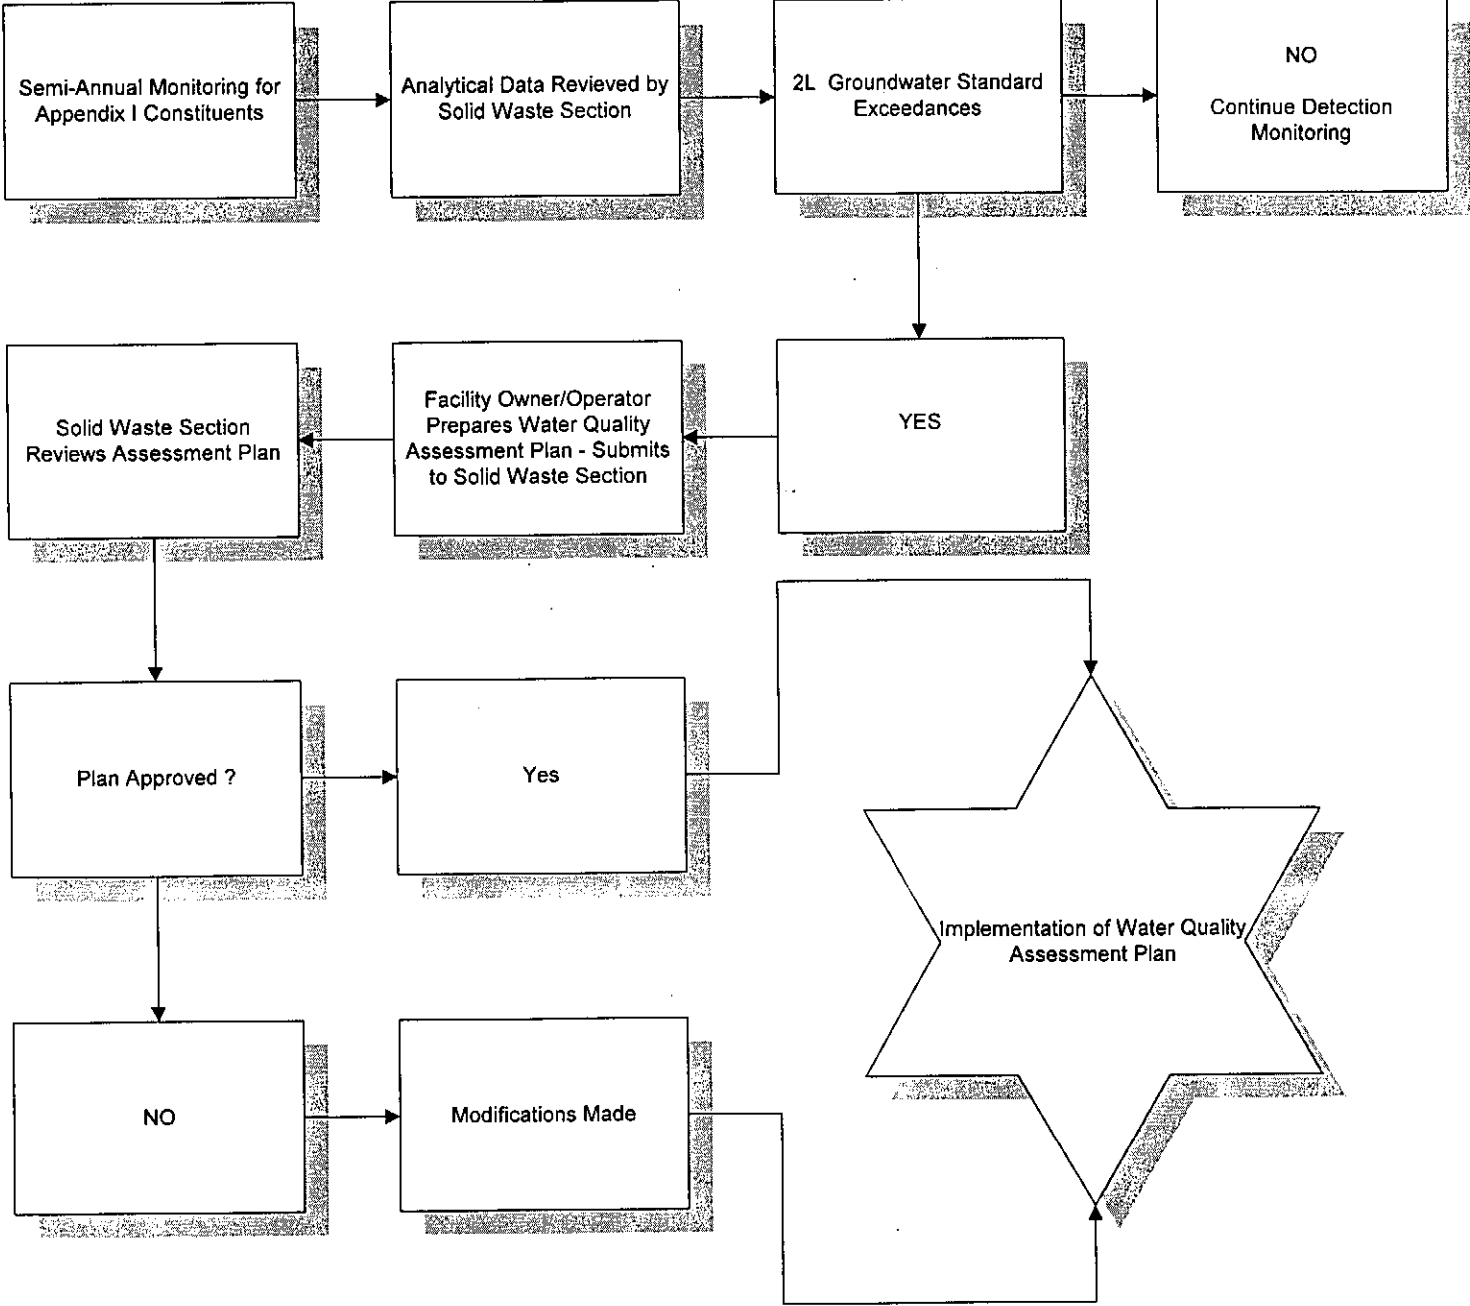 Semi-Annual Monitoring for
Appendix I Constituents
Analytical Data Revieved by
Solid Waste Section
2L Groundwater Standard
Exceedances
NO
Continue Detection
Monitoring
Solid Waste Section
Reviews Assessment Plan
Facility Owner/Operator
Prepares Water Quality
Assessment Plan - Submits
to Solid Waste Section
YES
Plan Approved ?
Yes
Implementation of Water Quality
Assessment Plan
NO
Modifications Made